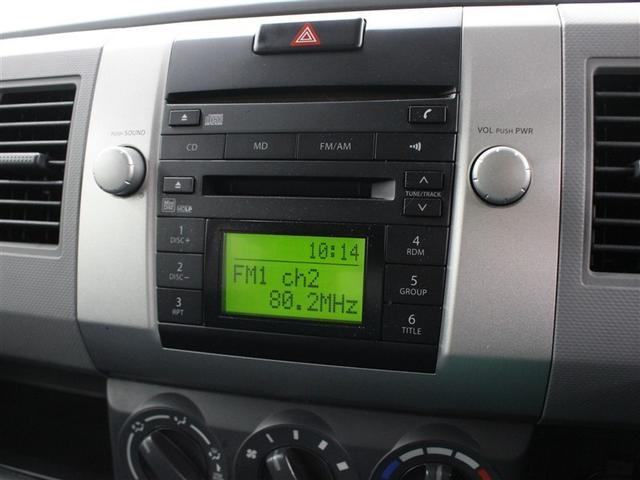 PUSH SOUND
VOL PUSH PWR
CD
MD
FM/AM
TUNE/TRACK
MDLP
1
DISC+
2
DISC−
3
RPT
10:14
FM1 ch2
80.2MHz
4
RDM
5
GROUP
6
TITLE